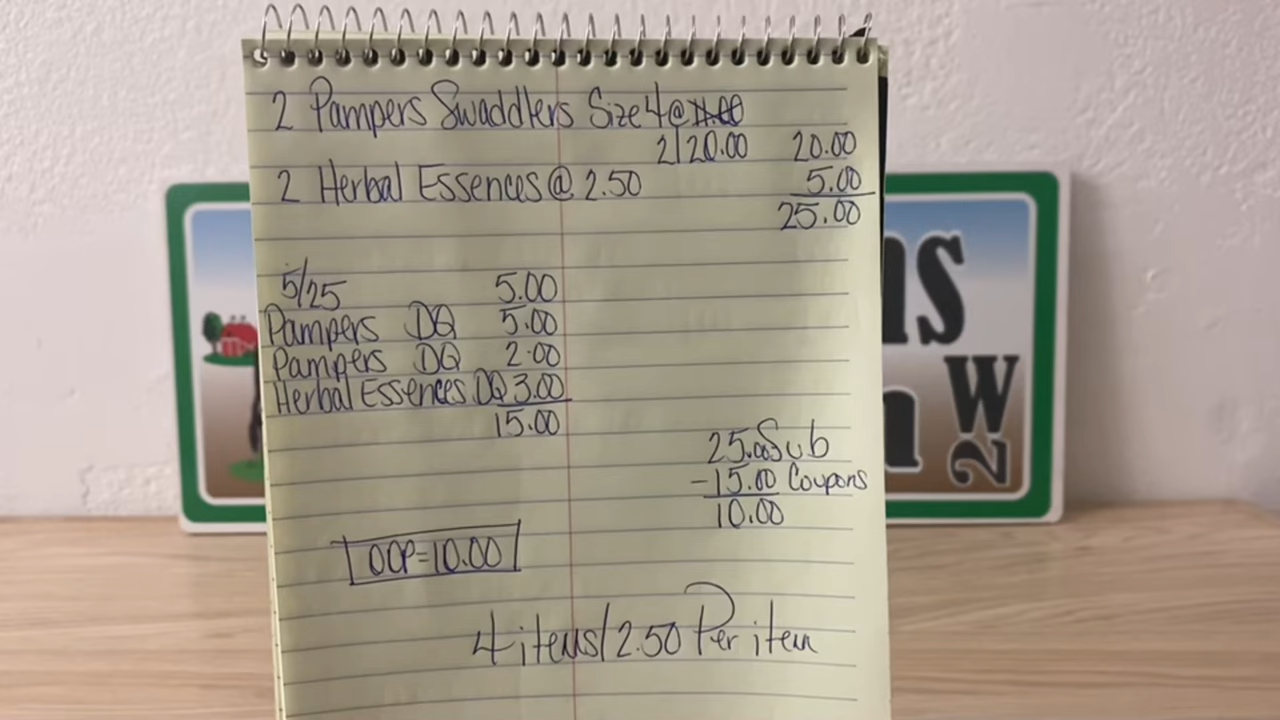 2 Pampers Swaddlers Size 4 @ 11.00
2/20.00 20.00
2 Herbal Essences @ 2.50 5.00
25.00
5/25 5.00
Pampers DQ 5.00
Pampers DQ 2.00
Herbal Essences DQ 3.00
15.00
25.00 Sub
-15.00 Coupons
10.00
OOP=10.00
4 items/2.50 Per item
ns
n
W
2